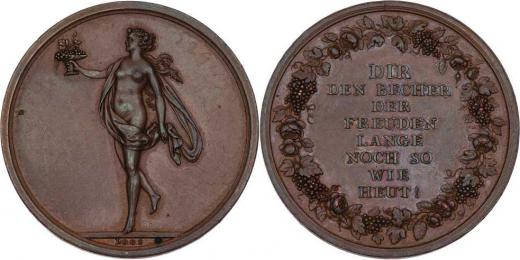 DIR
DEN BECHER
DER
FREUDEN
LANGE
NOCH SO
WIE
HEUT!